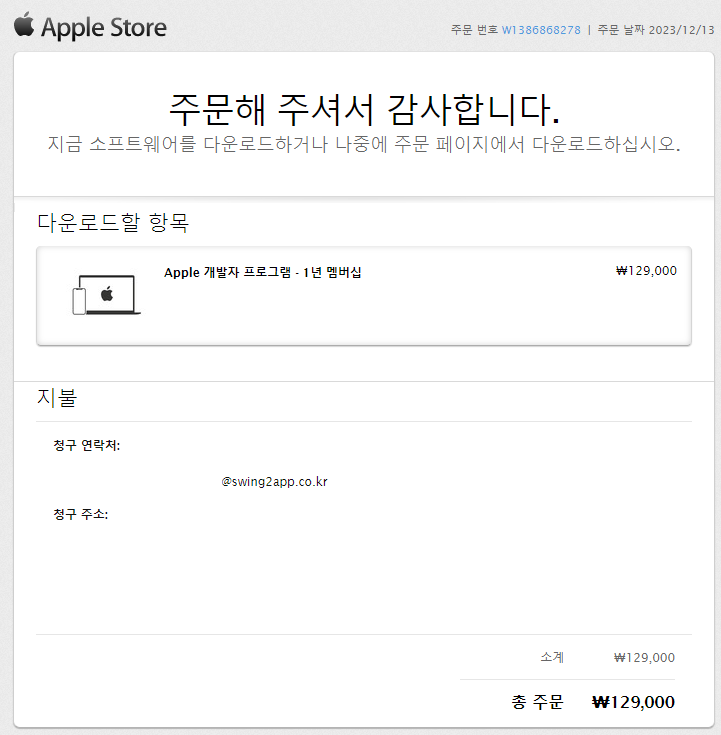 Apple Store
주문 번호 W1386868278 | 주문 날짜 2023/12/13
주문해 주셔서 감사합니다.
지금 소프트웨어를 다운로드하거나 나중에 주문 페이지에서 다운로드하십시오.
다운로드할 항목
Apple 개발자 프로그램 - 1년 멤버십 ₩129,000
지불
청구 연락처:
@swing2app.co.kr
청구 주소:
소계 ₩129,000
총 주문 ₩129,000